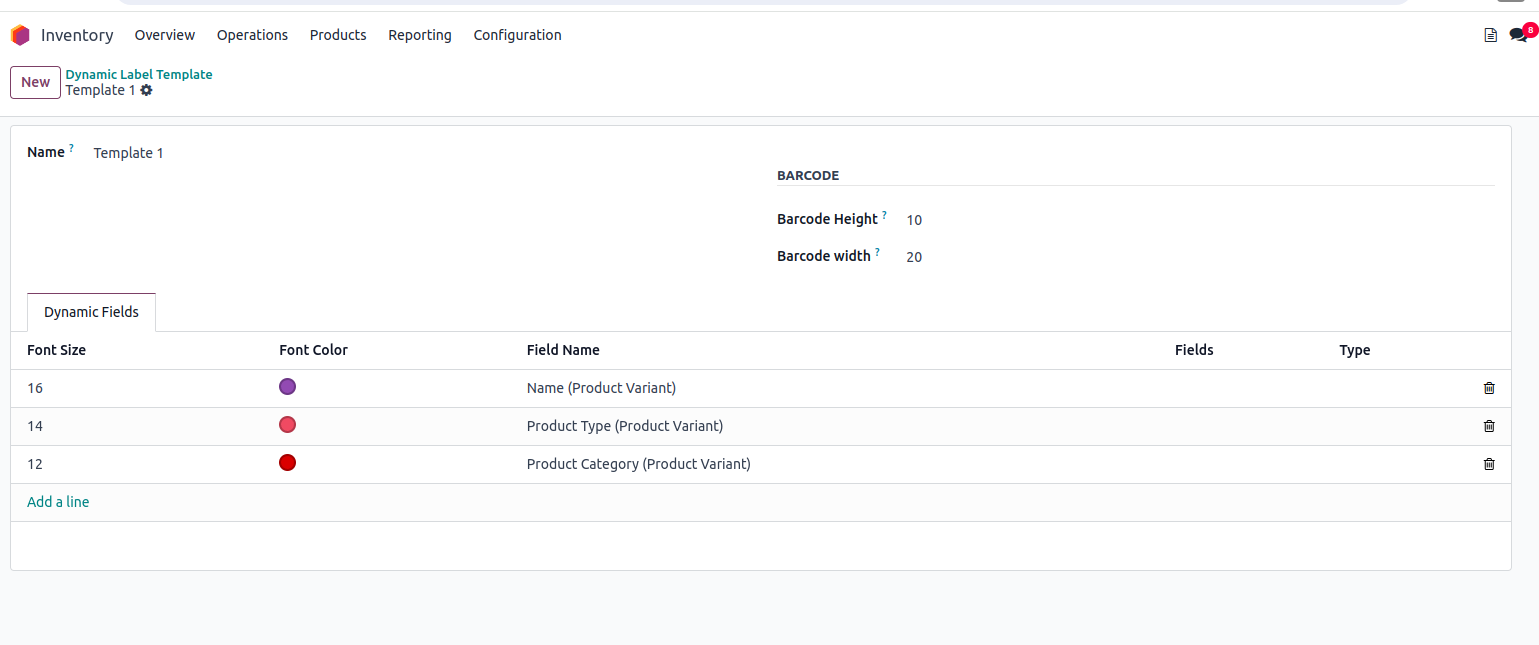 Inventory Overview Operations Products Reporting Configuration 8
New Dynamic Label Template
Template 1
Name ? Template 1
BARCODE
Barcode Height ? 10
Barcode width ? 20
Dynamic Fields
Font Size Font Color Field Name Fields Type
16 Name (Product Variant)
14 Product Type (Product Variant)
12 Product Category (Product Variant)
Add a line